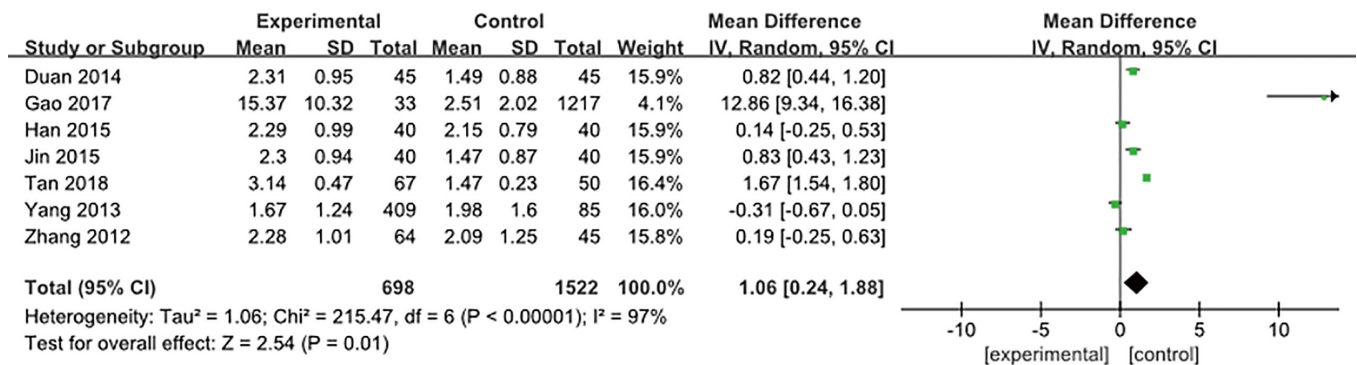 Experimental Control Mean Difference Mean Difference
Study or Subgroup Mean SD Total Mean SD Total Weight IV, Random, 95% CI IV, Random, 95% CI
Duan 2014 2.31 0.95 45 1.49 0.88 45 15.9% 0.82 [0.44, 1.20]
Gao 2017 15.37 10.32 33 2.51 2.02 1217 4.1% 12.86 [9.34, 16.38]
Han 2015 2.29 0.99 40 2.15 0.79 40 15.9% 0.14 [-0.25, 0.53]
Jin 2015 2.3 0.94 40 1.47 0.87 40 15.9% 0.83 [0.43, 1.23]
Tan 2018 3.14 0.47 67 1.47 0.23 50 16.4% 1.67 [1.54, 1.80]
Yang 2013 1.67 1.24 409 1.98 1.6 85 16.0% -0.31 [-0.67, 0.05]
Zhang 2012 2.28 1.01 64 2.09 1.25 45 15.8% 0.19 [-0.25, 0.63]
Total (95% CI) 698 1522 100.0% 1.06 [0.24, 1.88]
Heterogeneity: Tau² = 1.06; Chi² = 215.47, df = 6 (P < 0.00001); I² = 97%
Test for overall effect: Z = 2.54 (P = 0.01)
-10 -5 0 5 10
[experimental] [control]